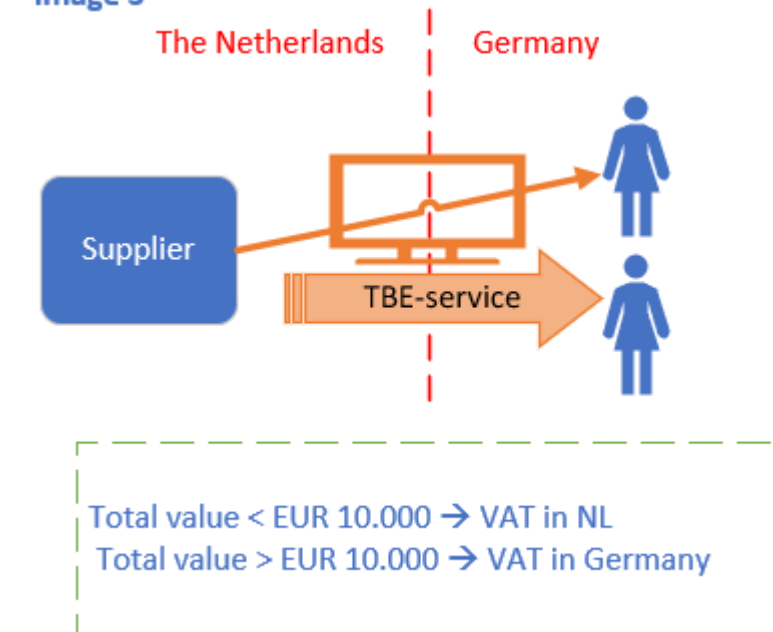 The Netherlands
Germany
Supplier
TBE-service
Total value < EUR 10.000 → VAT in NL
Total value > EUR 10.000 → VAT in Germany